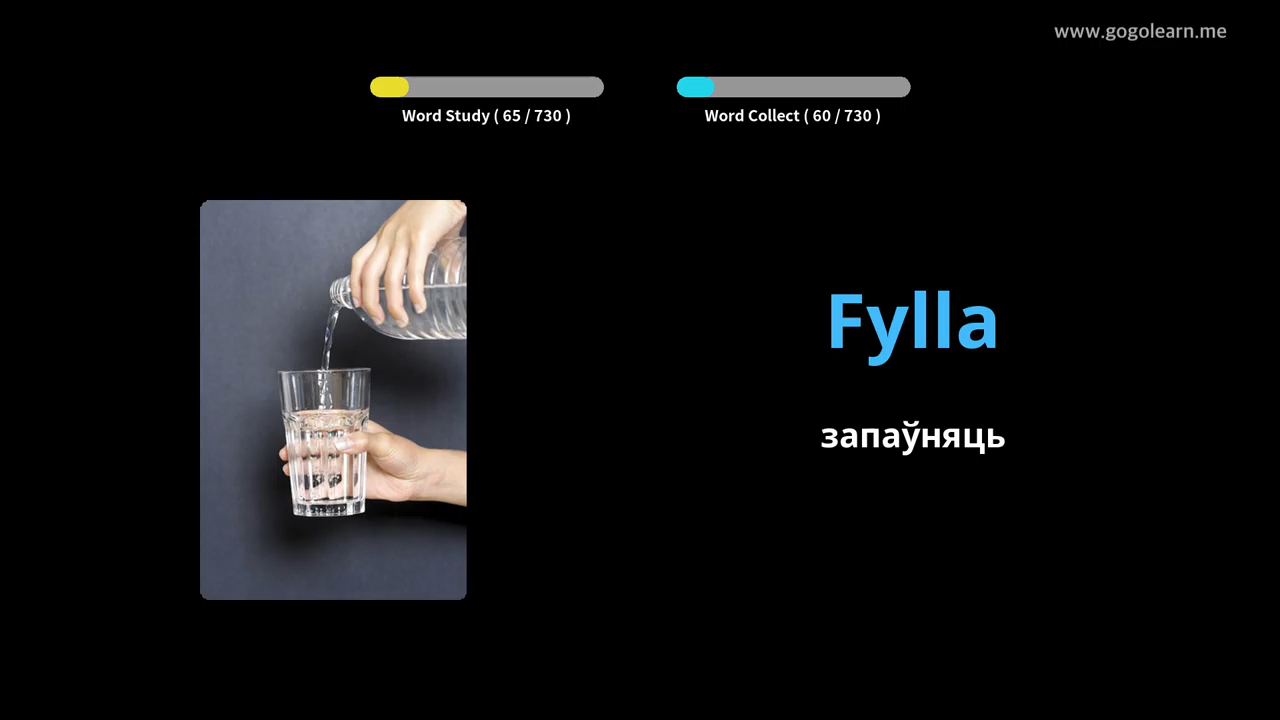 www.gogolearn.me
Word Study ( 65 / 730 )
Word Collect ( 60 / 730 )
Fylla
запаўняць